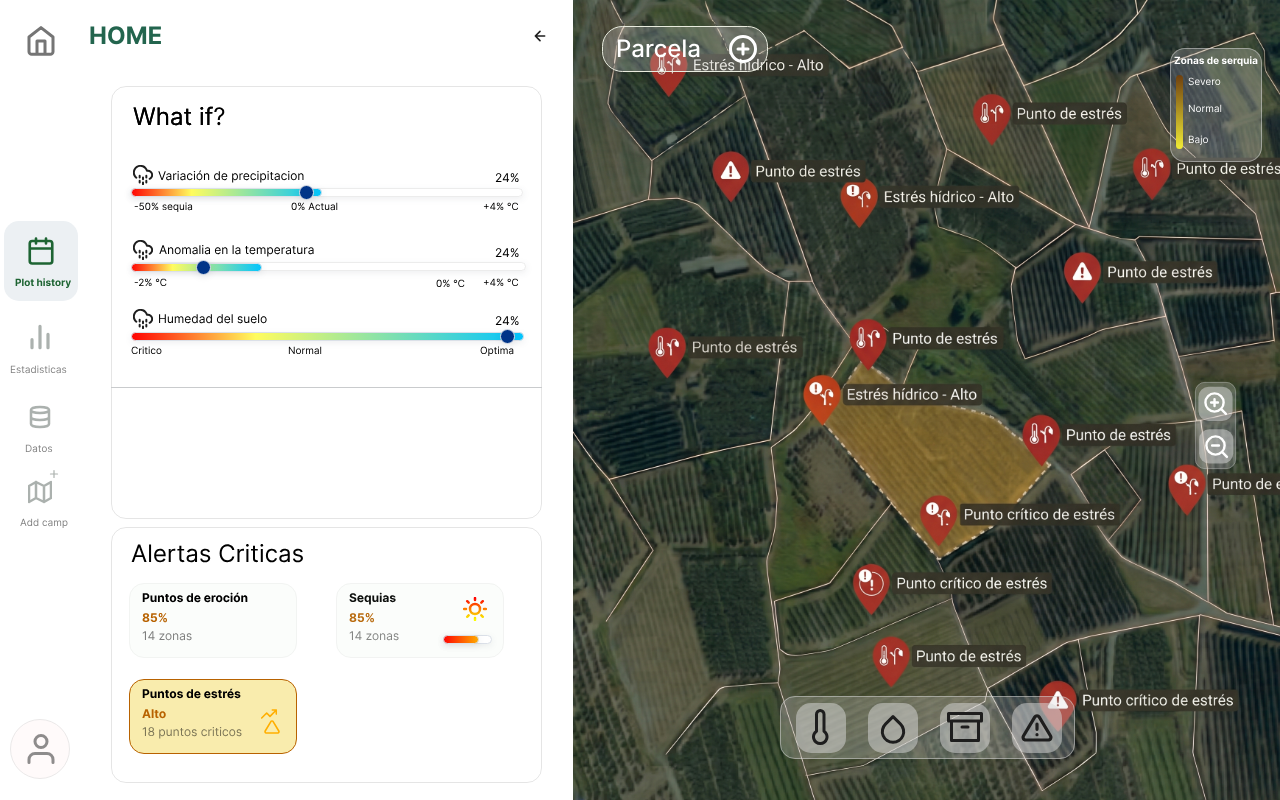 HOME
What if?
Variación de precipitacion
24%
-50% sequia
0% Actual
+4% °C
Anomalia en la temperatura
24%
-2% °C
0% °C
+4% °C
Humedad del suelo
24%
Critico
Normal
Optima
Plot history
Estadisticas
Datos
Add camp
Alertas Criticas
Puntos de eroción
85%
14 zonas
Sequias
85%
14 zonas
Puntos de estrés
Alto
18 puntos criticos
Parcela
Estrés hídrico - Alto
Zonas de serquia
Severo
Normal
Bajo
Punto de estrés
Punto de estrés
Punto de estrés
Estrés hídrico - Alto
Punto de estrés
Punto de estrés
Punto de estrés
Estrés hídrico - Alto
Punto de estrés
Punto de e
Punto crítico de estrés
Punto crítico de estrés
Punto de estrés
Punto crítico de estrés